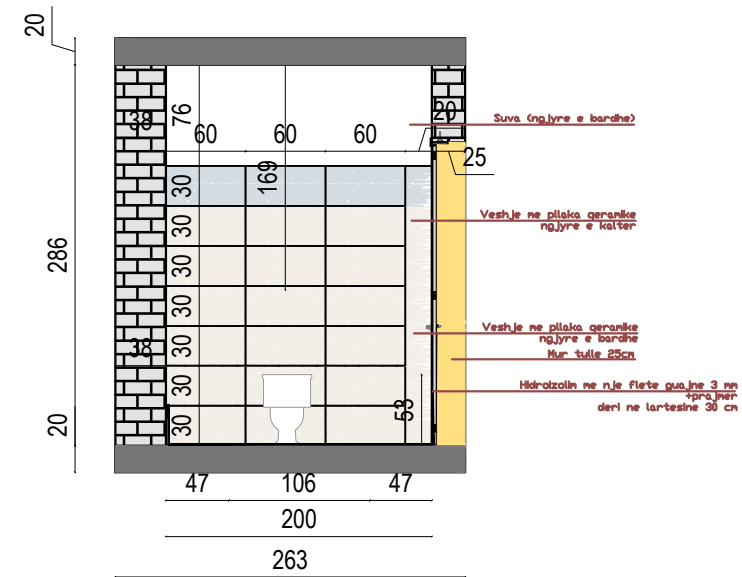 20
38
76
60
60
60
20
Suva (ngjyre e bardhe)
25
169
30
Veshje me pllaka qeramike
ngjyre e kalter
30
286
30
30
Veshje me pllaka qeramike
ngjyre e bardhe
38
30
Mur tulle 25cm
30
Hidroizolim me nje flete guajne 3 mm
+prajmer
deri ne lartesine 30 cm
53
20
30
47
106
47
200
263